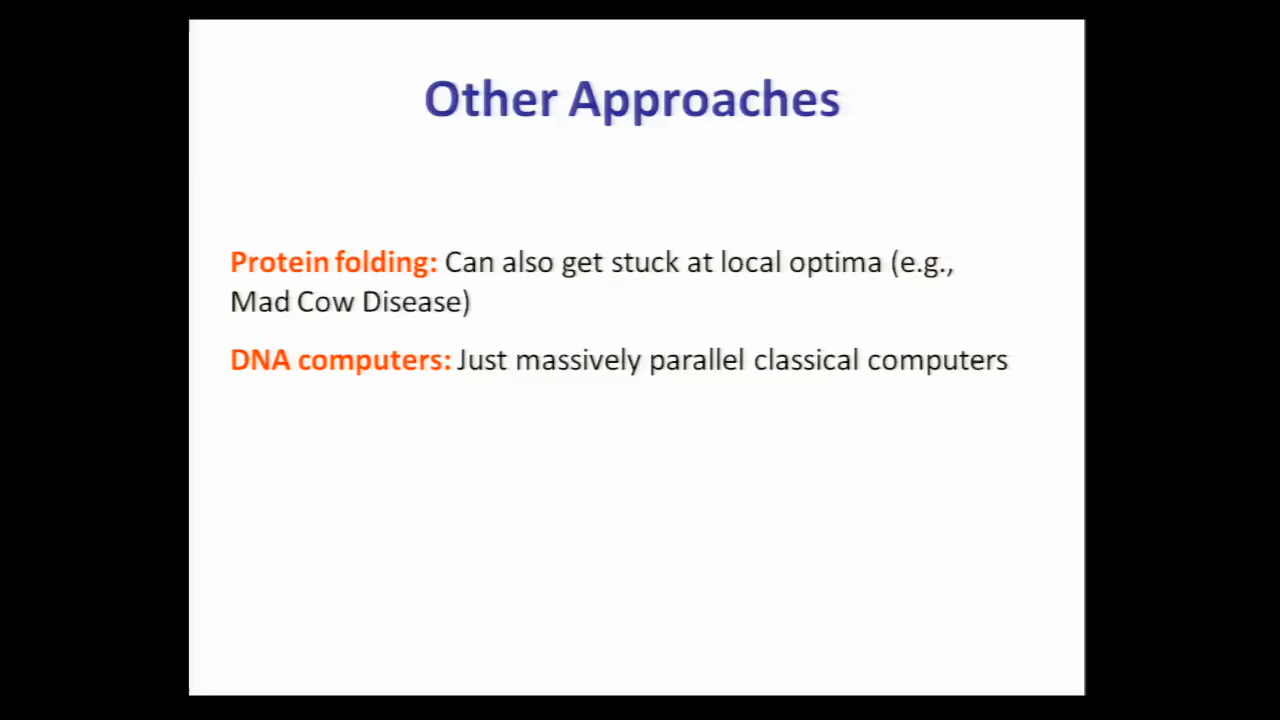 Other Approaches
Protein folding: Can also get stuck at local optima (e.g.,
Mad Cow Disease)
DNA computers: Just massively parallel classical computers